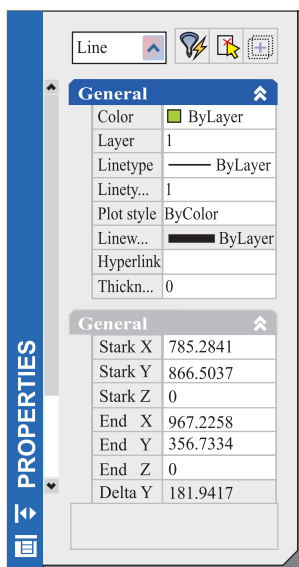 Line
General
Color ByLayer
Layer 1
Linetype ByLayer
Linety... 1
Plot style ByColor
Linew... ByLayer
Hyperlink
Thickn... 0
General
Stark X 785.2841
Stark Y 866.5037
Stark Z 0
End X 967.2258
End Y 356.7334
End Z 0
Delta Y 181.9417
PROPERTIES